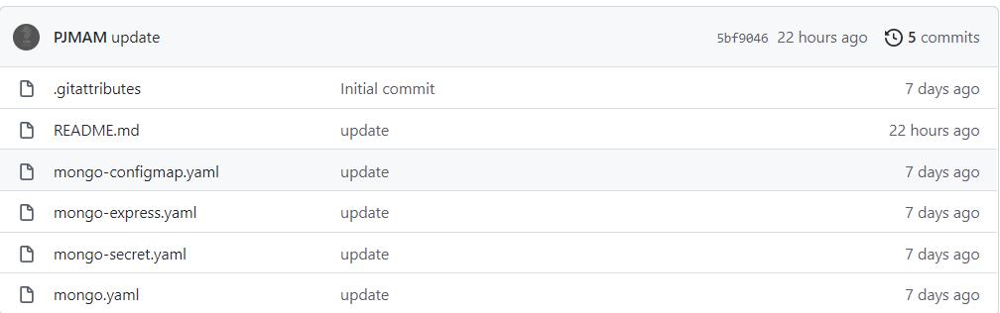 PJMAM update 5bf9046 22 hours ago 5 commits
.gitattributes Initial commit 7 days ago
README.md update 22 hours ago
mongo-configmap.yaml update 7 days ago
mongo-express.yaml update 7 days ago
mongo-secret.yaml update 7 days ago
mongo.yaml update 7 days ago